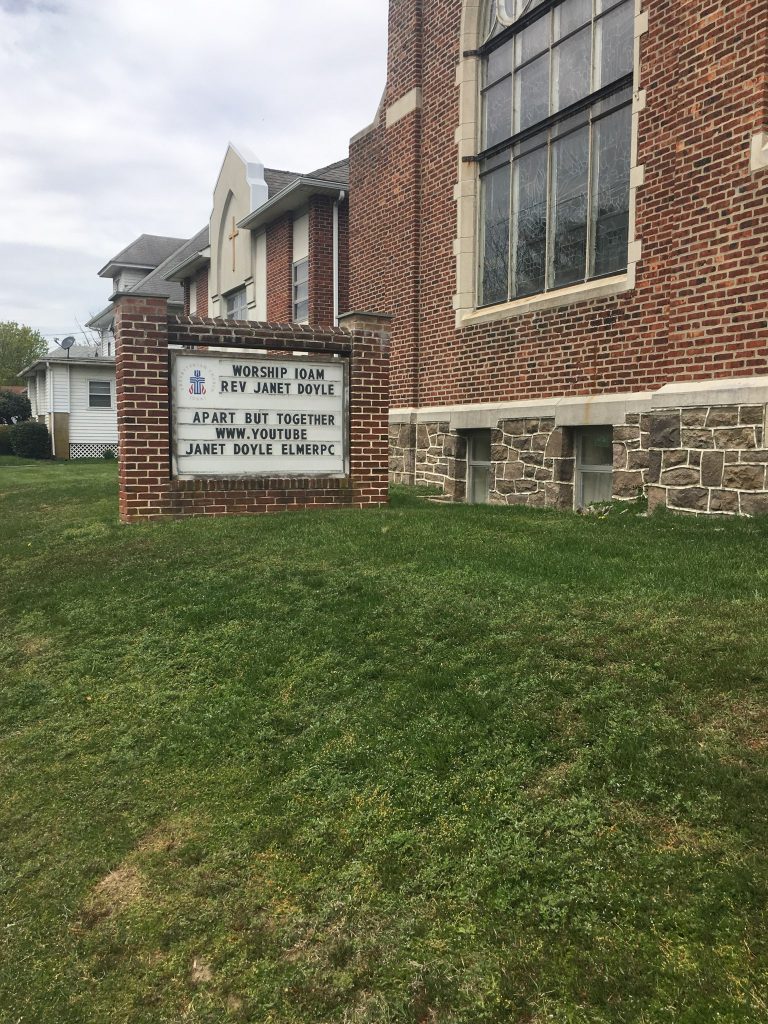 WORSHIP 10AM
REV JANET DOYLE
APART BUT TOGETHER
WWW.YOUTUBE
JANET DOYLE ELMERPC